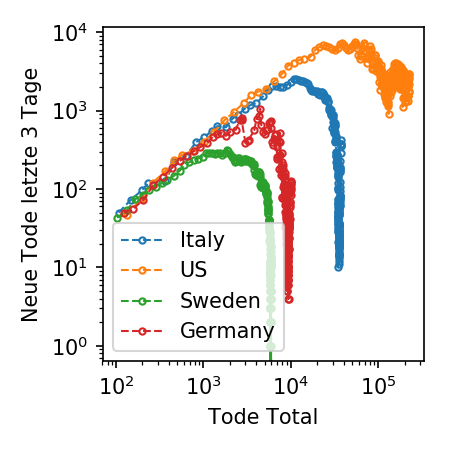 10⁴
10³
10²
10¹
10⁰
Neue Tode letzte 3 Tage
Italy
US
Sweden
Germany
10² 10³ 10⁴ 10⁵
Tode Total